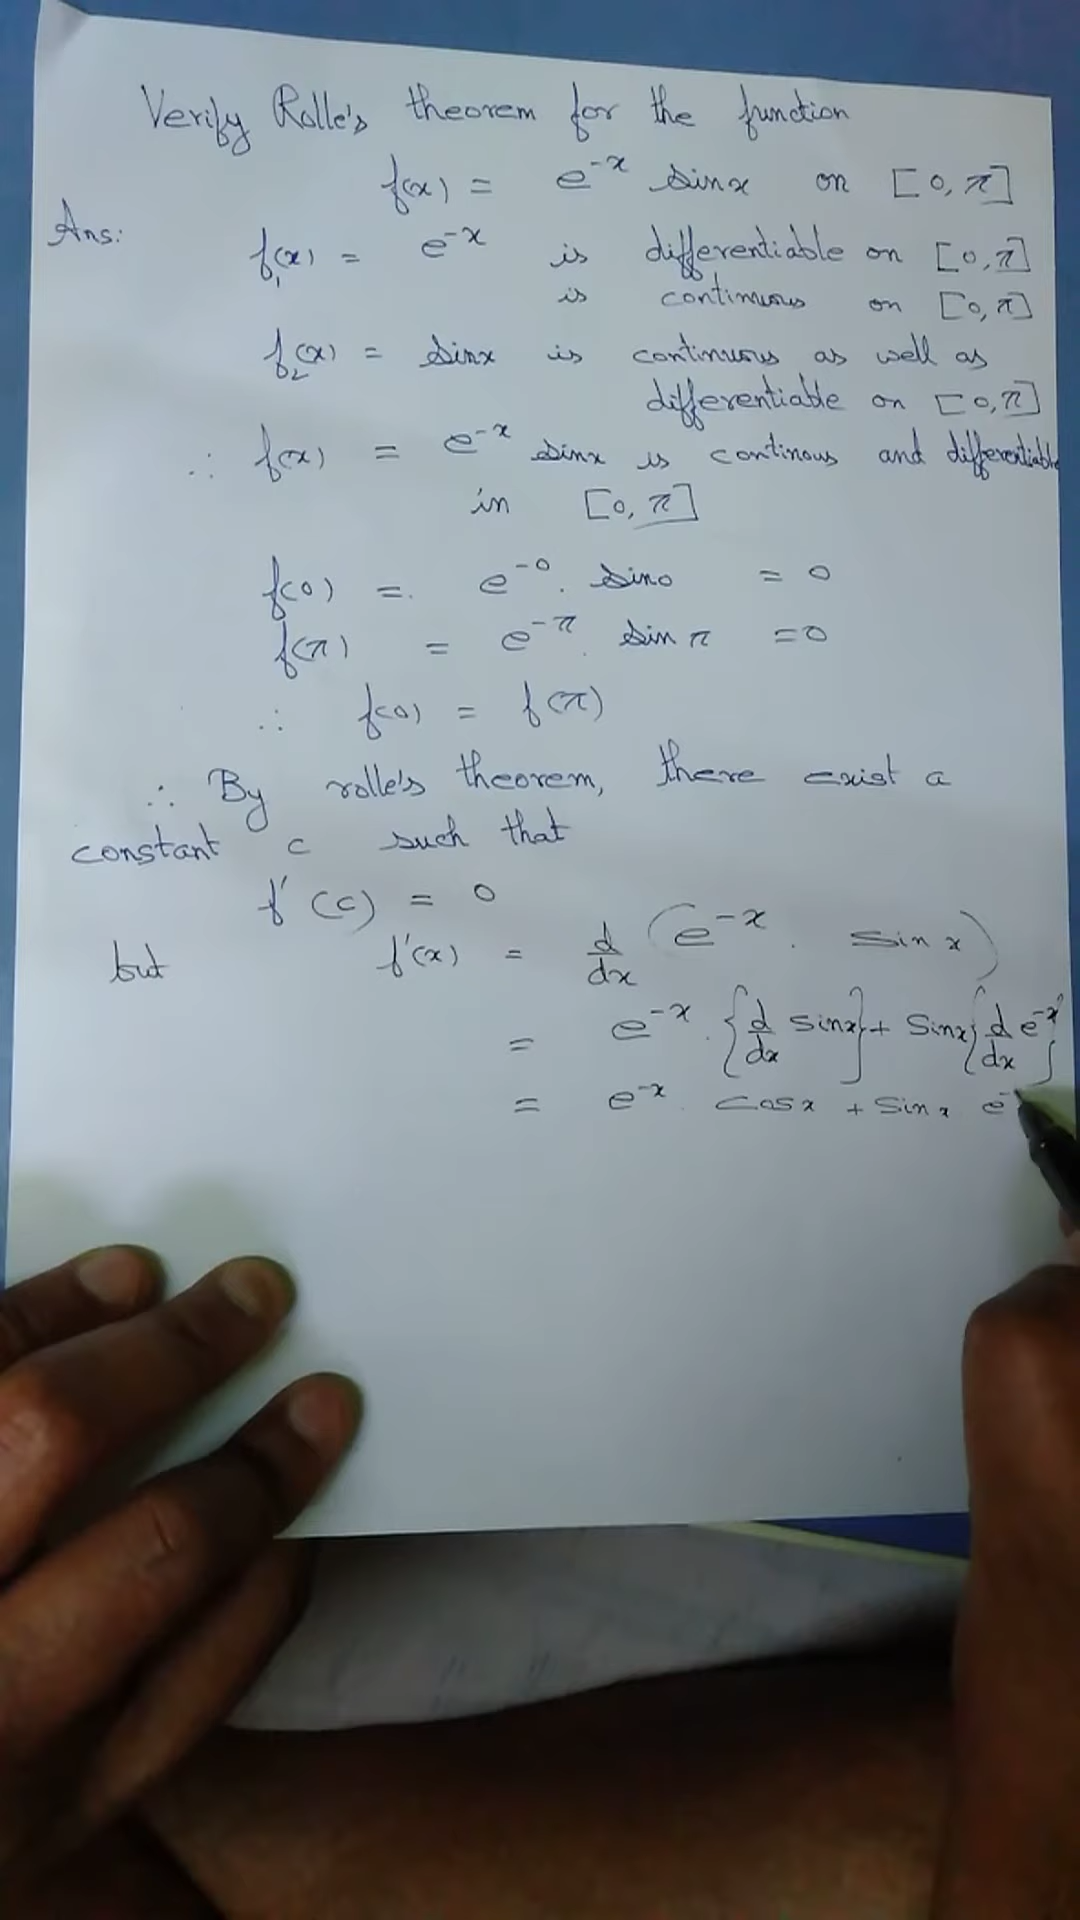 Verify Rolle's theorem for the function
f(x) = e^-x sinx on [0, π]
Ans:
f₁(x) = e^-x is differentiable on [0, π]
is continuous on [0, π]
f₂(x) = sinx is continuous as well as
differentiable on [0, π]
∴ f(x) = e^-x sinx is continous and differentiable
in [0, π]
f(0) = e^-0 . sin0 = 0
f(π) = e^-π . sin π = 0
∴ f(0) = f(π)
∴ By rolle's theorem, there exist a
constant c such that
f'(c) = 0
but f'(x) = d/dx (e^-x . sin x)
= e^-x . {d/dx sinx} + sinx {d/dx e^-x}
= e^-x . cosx + sinx e^-